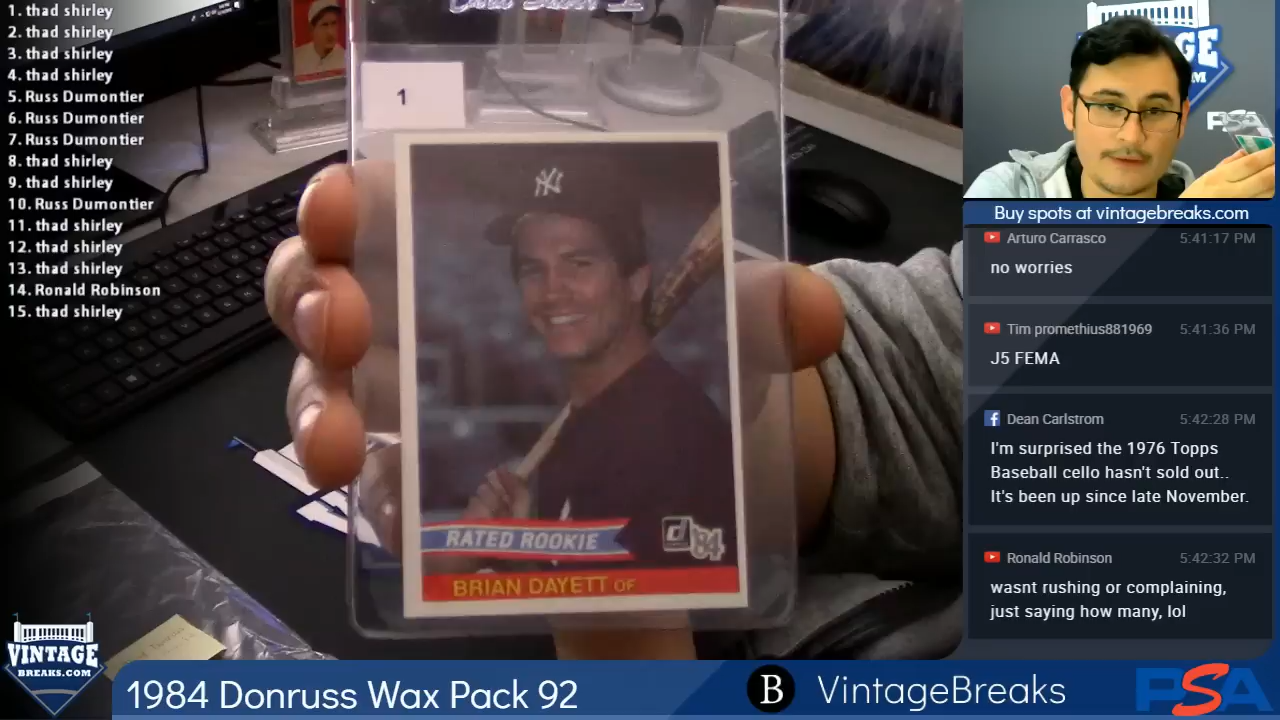 1. thad shirley
2. thad shirley
3. thad shirley
4. thad shirley
5. Russ Dumontier
6. Russ Dumontier
7. Russ Dumontier
8. thad shirley
9. thad shirley
10. Russ Dumontier
11. thad shirley
12. thad shirley
13. thad shirley
14. Ronald Robinson
15. thad shirley
1
NY
RATED ROOKIE
d '84
BRIAN DAYETT OF
PSA
Buy spots at vintagebreaks.com
Arturo Carrasco 5:41:17 PM
no worries
Tim promethius881969 5:41:36 PM
J5 FEMA
Dean Carlstrom 5:42:28 PM
I'm surprised the 1976 Topps
Baseball cello hasn't sold out..
It's been up since late November.
Ronald Robinson 5:42:32 PM
wasnt rushing or complaining,
just saying how many, lol
VINTAGE
BREAKS.COM
1984 Donruss Wax Pack 92
B VintageBreaks
PSA